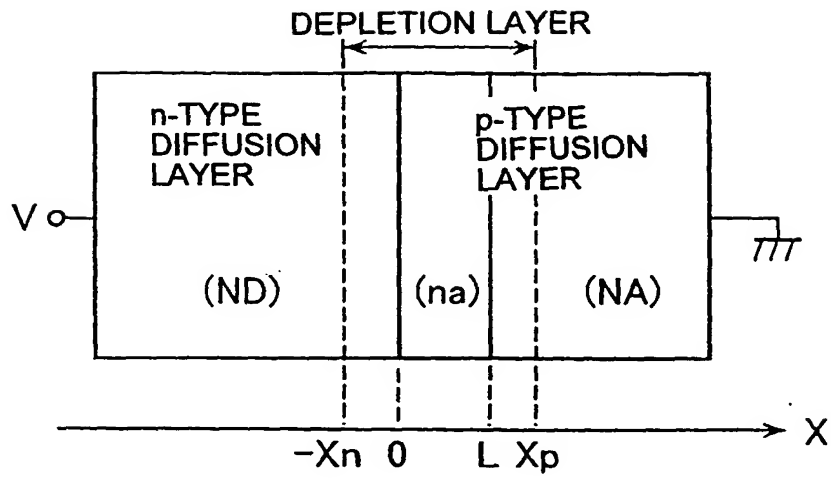 DEPLETION LAYER
n-TYPE
DIFFUSION
LAYER
p-TYPE
DIFFUSION
LAYER
V
(ND)
(na)
(NA)
−Xn 0 L Xp
X